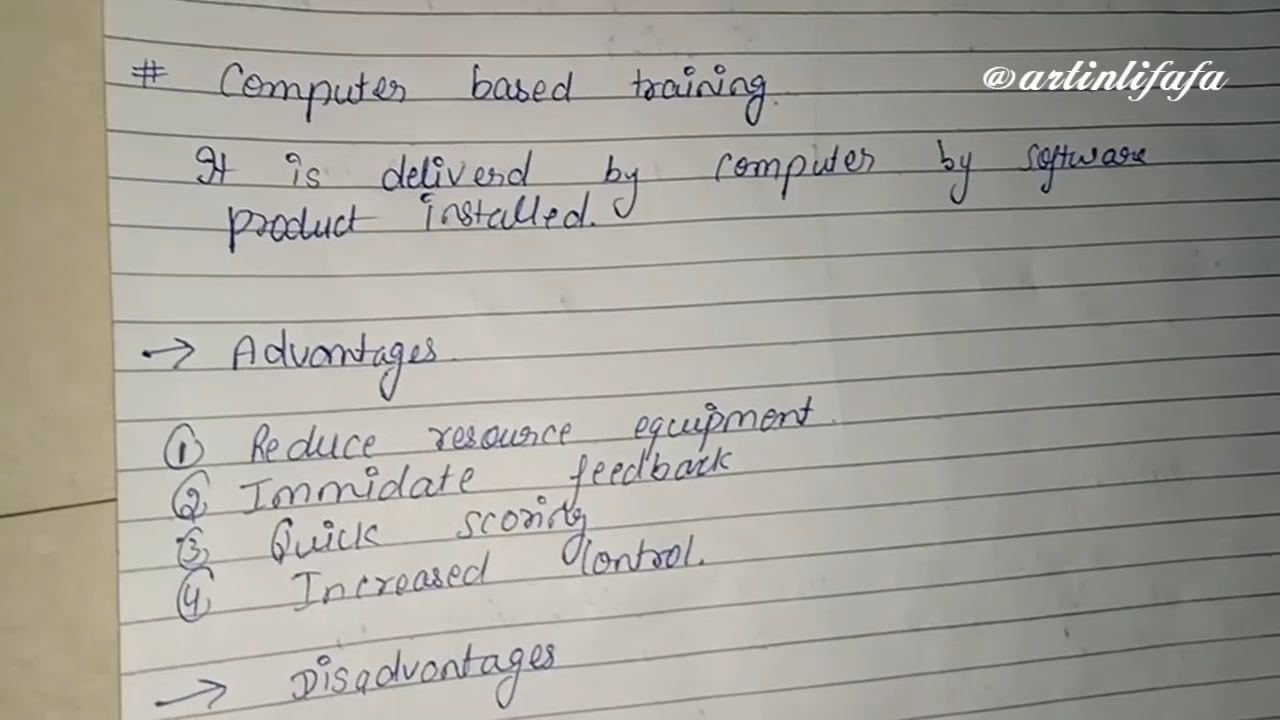 # Computer based training.
@artinlifafa
It is deliverd by computer by software
product installed.
→ Advantages.
① Reduce resource equipment.
② Immidate feedback
③ Quick scoring
④ Increased control.
→ Disadvantages